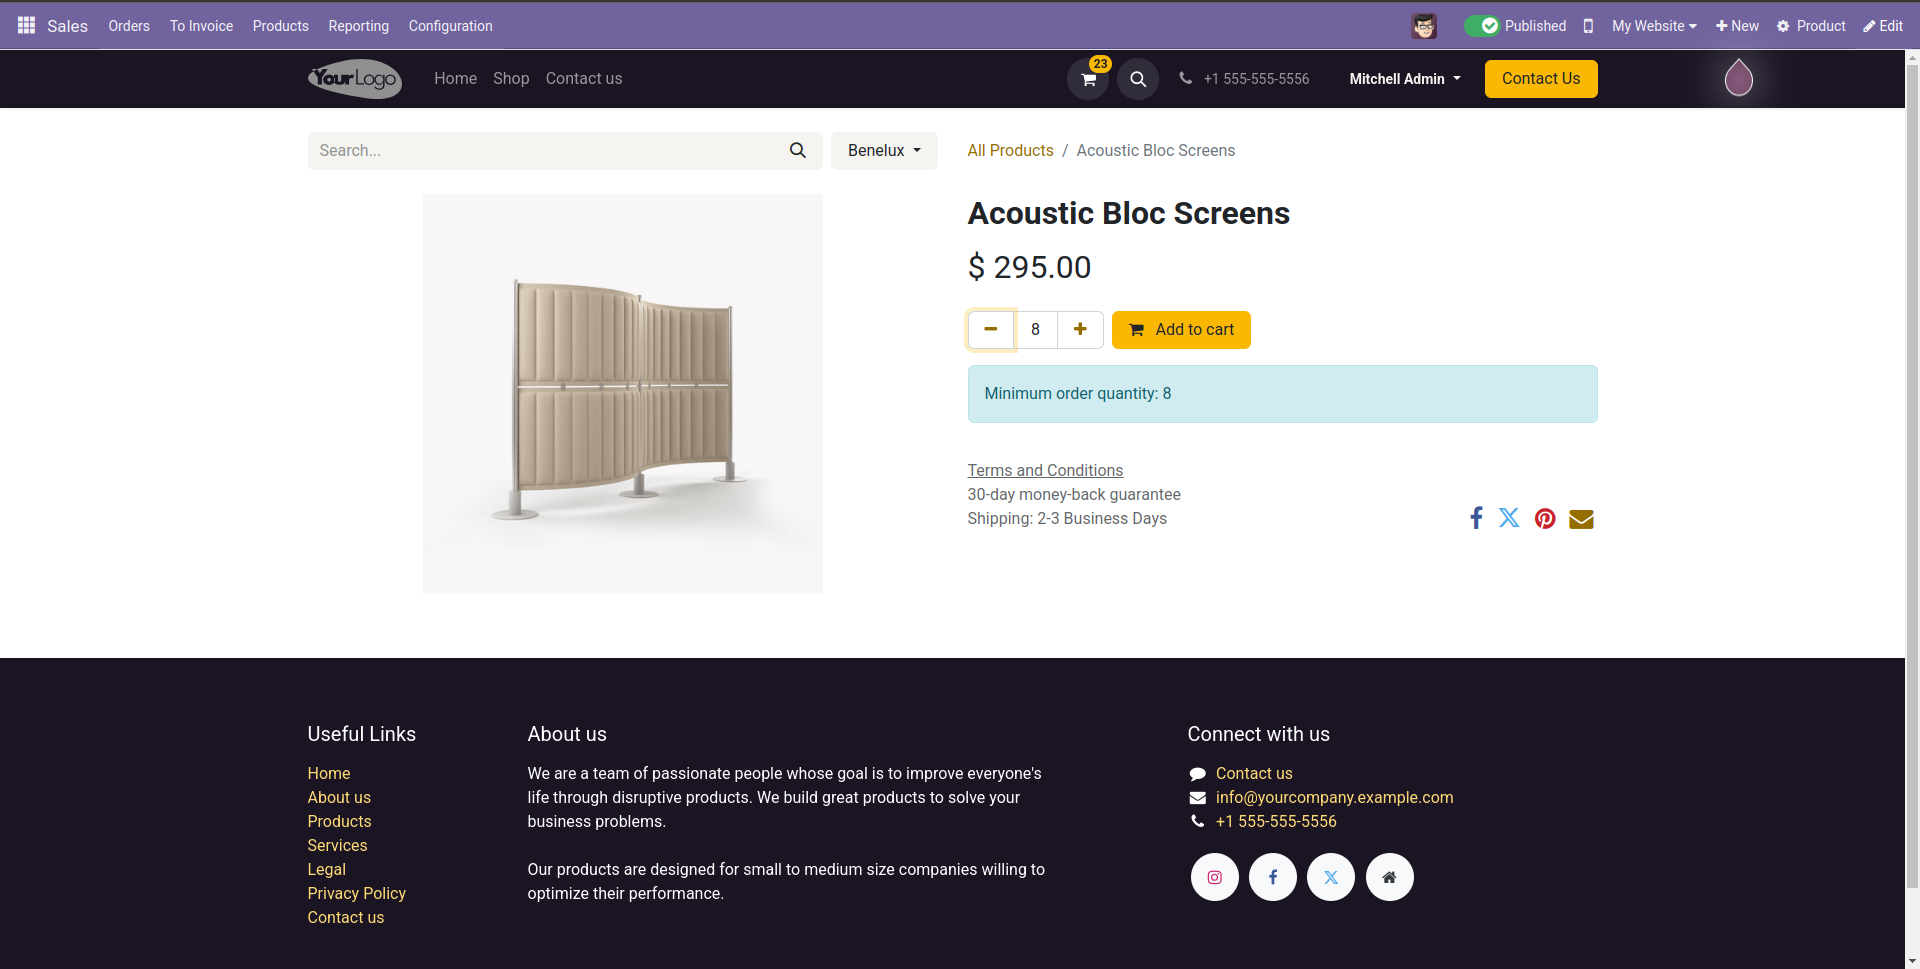 Sales Orders To Invoice Products Reporting Configuration Published My Website New Product Edit
YourLogo Home Shop Contact us 23 +1 555-555-5556 Mitchell Admin Contact Us
Search... Benelux All Products / Acoustic Bloc Screens
Acoustic Bloc Screens
$ 295.00
8 Add to cart
Minimum order quantity: 8
Terms and Conditions
30-day money-back guarantee
Shipping: 2-3 Business Days
Useful Links
Home
About us
Products
Services
Legal
Privacy Policy
Contact us
About us
We are a team of passionate people whose goal is to improve everyone's
life through disruptive products. We build great products to solve your
business problems.
Our products are designed for small to medium size companies willing to
optimize their performance.
Connect with us
Contact us
info@yourcompany.example.com
+1 555-555-5556